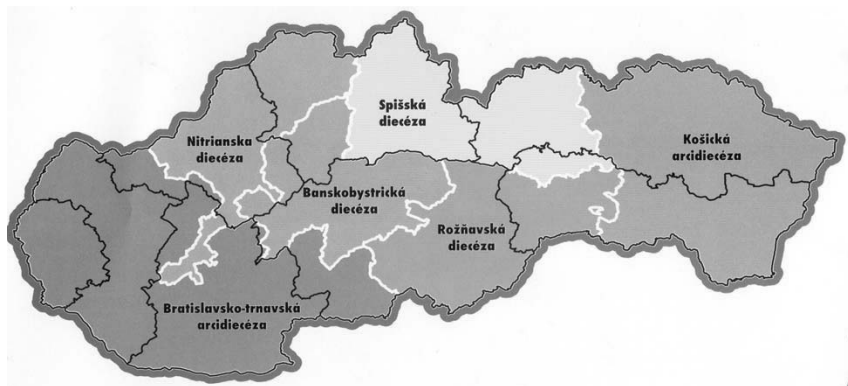 Spišská
diecéza
Nitrianska
diecéza
Košická
arcidiecéza
Banskobystrická
diecéza
Rožňavská
diecéza
Bratislavsko-trnavská
arcidiecéza